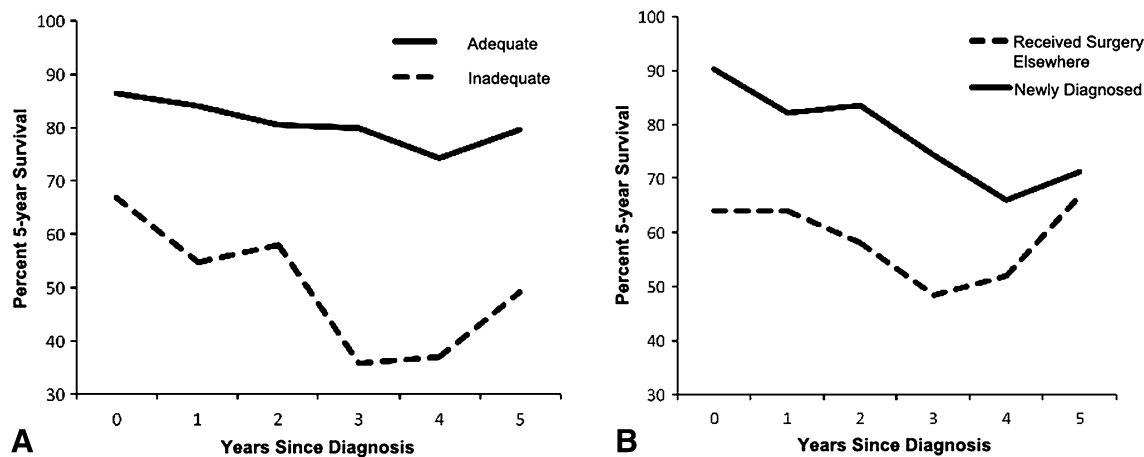 100
90
80
70
60
50
40
30
Percent 5-year Survival
Adequate
Inadequate
0 1 2 3 4 5
Years Since Diagnosis
A
100
90
80
70
60
50
40
30
Percent 5-year Survival
Received Surgery
Elsewhere
Newly Diagnosed
0 1 2 3 4 5
Years Since Diagnosis
B